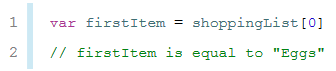 1 var firstItem = shoppingList[0]
2 // firstItem is equal to "Eggs"